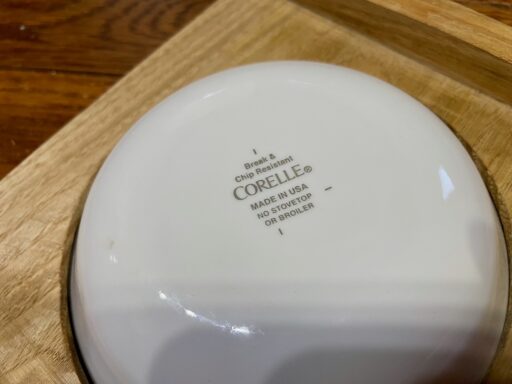 Break &
Chip Resistant
CORELLE®
MADE IN USA
NO STOVETOP
OR BROILER